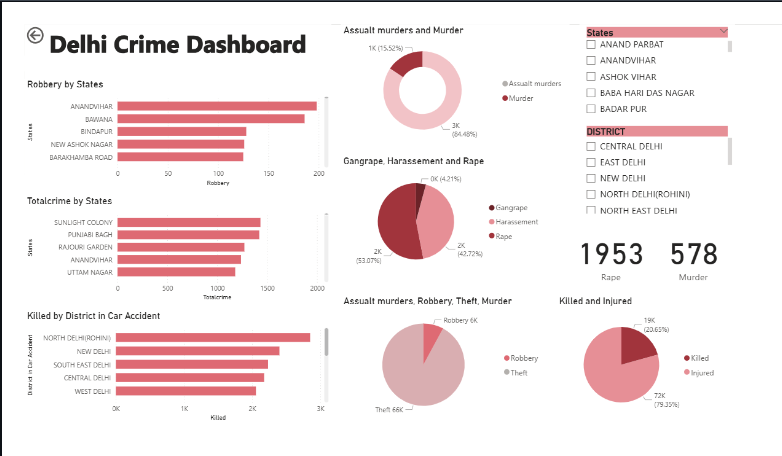 Delhi Crime Dashboard
Robbery by States
States
ANANDVIHAR
BAWANA
BINDAPUR
NEW ASHOK NAGAR
BARAKHAMBA ROAD
0 50 100 150 200
Robbery
Totalcrime by States
States
SUNLIGHT COLONY
PUNJABI BAGH
RAJOURI GARDEN
ANANDVIHAR
UTTAM NAGAR
0 500 1000 1500 2000
Totalcrime
Killed by District in Car Accident
District in Car Accident
NORTH DELHI(ROHINI)
NEW DELHI
SOUTH EAST DELHI
CENTRAL DELHI
WEST DELHI
0K 1K 2K 3K
Killed
Assualt murders and Murder
1K (15.52%)
3K
(84.48%)
Assualt murders
Murder
Gangrape, Harassement and Rape
0K (4.21%)
2K
(42.72%)
2K
(53.07%)
Gangrape
Harassement
Rape
Assualt murders, Robbery, Theft, Murder
Robbery 6K
Theft 66K
Robbery
Theft
States
ANAND PARBAT
ANANDVIHAR
ASHOK VIHAR
BABA HARI DAS NAGAR
BADAR PUR
DISTRICT
CENTRAL DELHI
EAST DELHI
NEW DELHI
NORTH DELHI(ROHINI)
NORTH EAST DELHI
1953
Rape
578
Murder
Killed and Injured
19K
(20.65%)
72K
(79.35%)
Killed
Injured